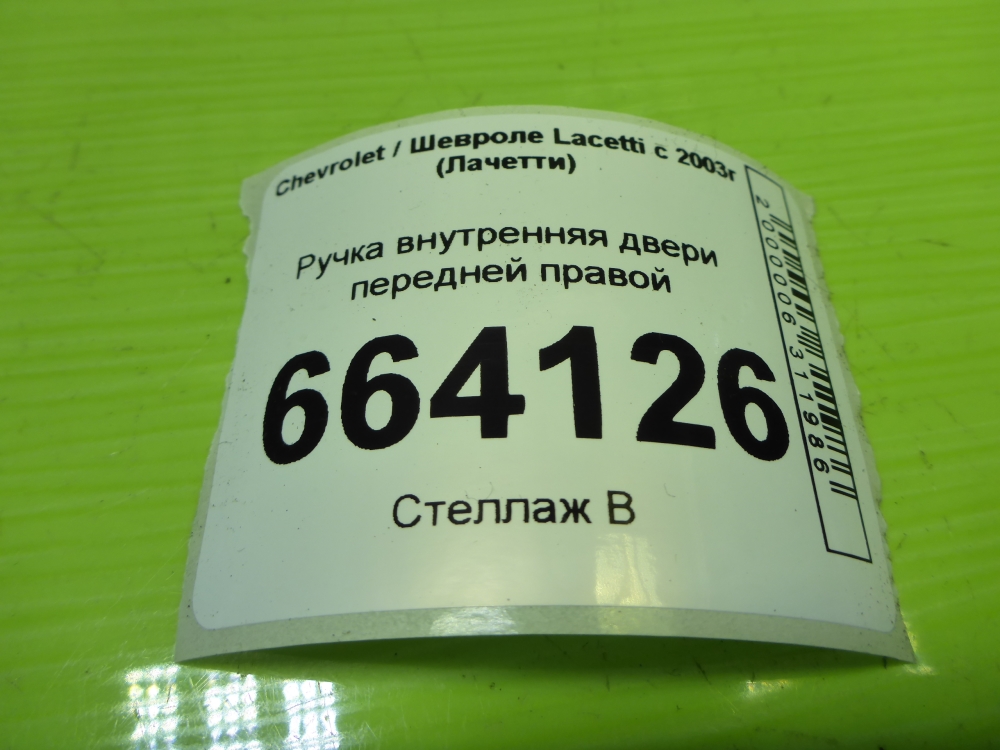 Chevrolet / Шевроле Lacetti с 2003г
(Лачетти)
Ручка внутренняя двери
передней правой
664126
Стеллаж В
2000006311986